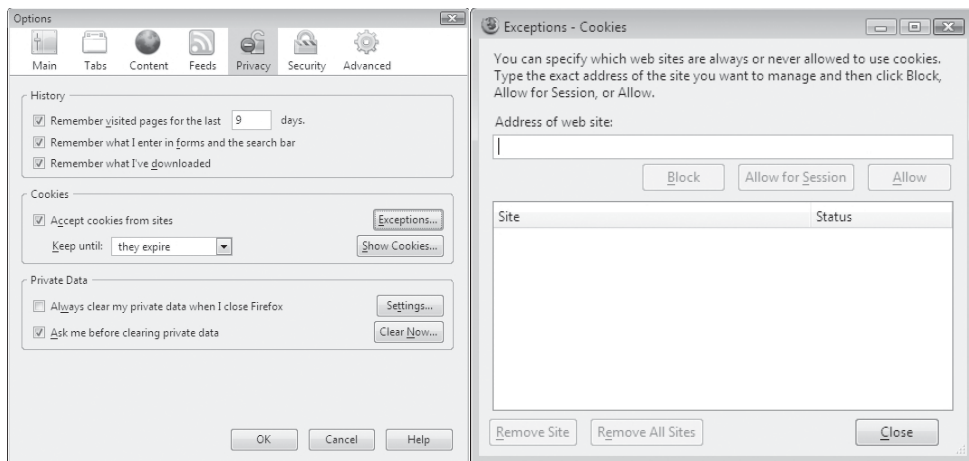 Options
Main Tabs Content Feeds Privacy Security Advanced
History
Remember visited pages for the last 9 days.
Remember what I enter in forms and the search bar
Remember what I've downloaded
Cookies
Accept cookies from sites Exceptions...
Keep until: they expire Show Cookies...
Private Data
Always clear my private data when I close Firefox Settings...
Ask me before clearing private data Clear Now...
OK Cancel Help
Exceptions - Cookies
You can specify which web sites are always or never allowed to use cookies.
Type the exact address of the site you want to manage and then click Block,
Allow for Session, or Allow.
Address of web site:
Block Allow for Session Allow
Site Status
Remove Site Remove All Sites Close